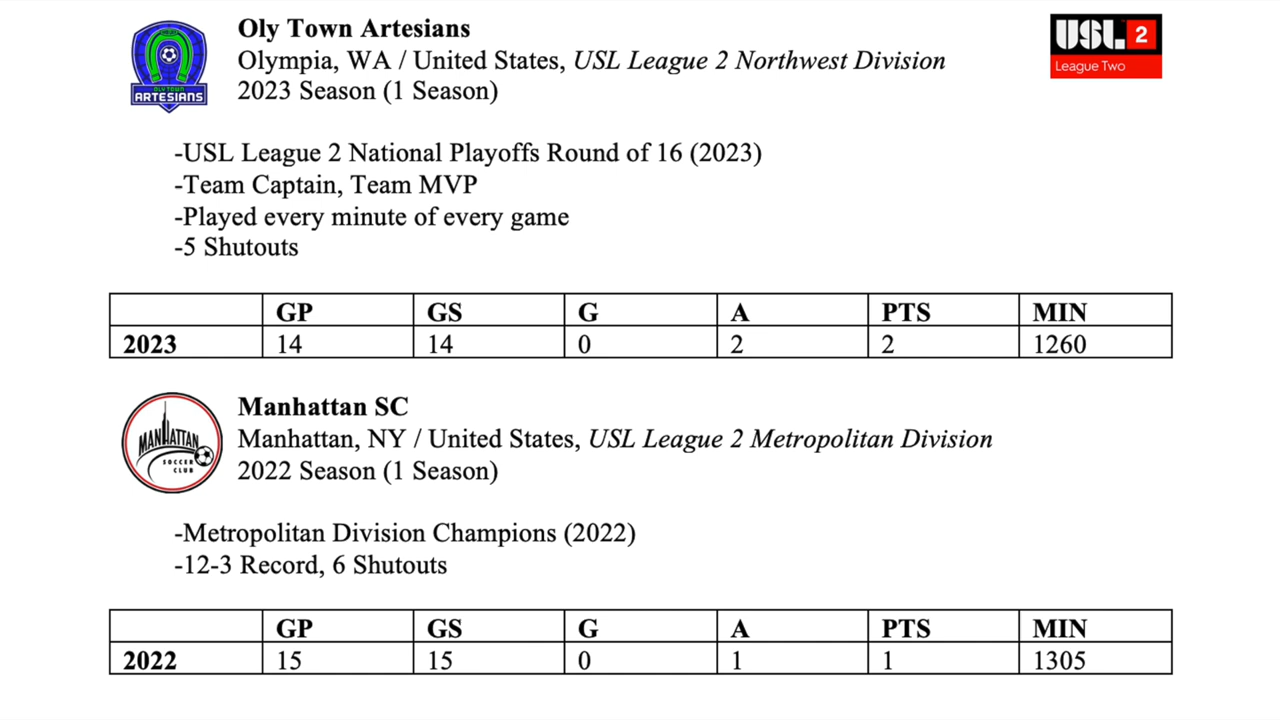 Oly Town Artesians
Olympia, WA / United States, USL League 2 Northwest Division
2023 Season (1 Season)
OLY TOWN
ARTESIANS
USL 2
League Two
-USL League 2 National Playoffs Round of 16 (2023)
-Team Captain, Team MVP
-Played every minute of every game
-5 Shutouts
GP GS G A PTS MIN
2023 14 14 0 2 2 1260
Manhattan SC
Manhattan, NY / United States, USL League 2 Metropolitan Division
2022 Season (1 Season)
MANHATTAN
SOCCER
CLUB
-Metropolitan Division Champions (2022)
-12-3 Record, 6 Shutouts
GP GS G A PTS MIN
2022 15 15 0 1 1 1305